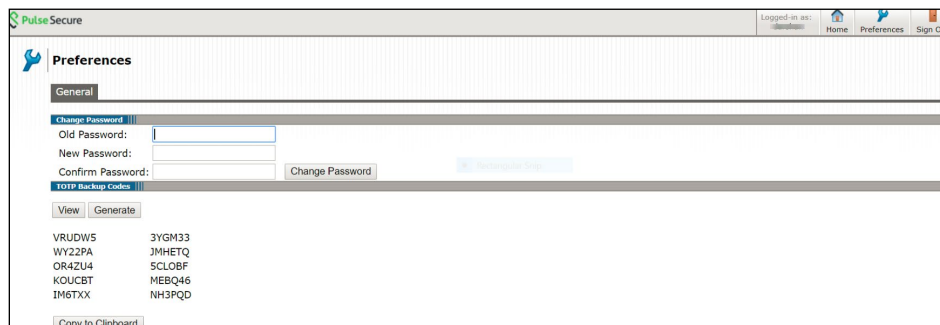 Pulse Secure
Logged-in as:
Home Preferences Sign O
Preferences
General
Change Password
Old Password:
New Password:
Confirm Password: Change Password
TOTP Backup Codes
View Generate
VRUDW5 3YGM33
WY22PA JMHETQ
OR4ZU4 5CLOBF
KOUCBT MEBQ46
IM6TXX NH3PQD
Copy to Clipboard